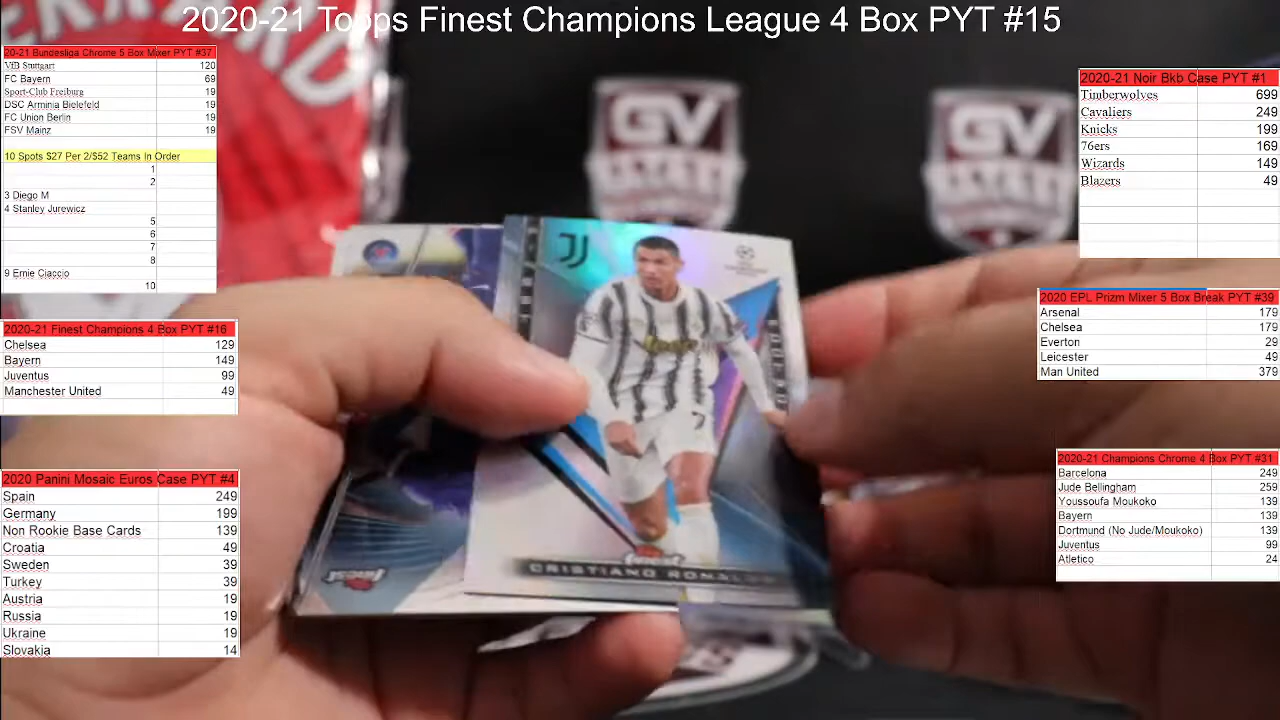 2020-21 Topps Finest Champions League 4 Box PYT #15
20-21 Bundesliga Chrome 5 Box Mixer PYT #37
VfB Stuttgart 120
FC Bayern 69
Sport-Club Freiburg 19
DSC Arminia Bielefeld 19
FC Union Berlin 19
FSV Mainz 19
10 Spots $27 Per 2/$52 Teams In Order
1
2
3 Diego M
4 Stanley Jurewicz
5
6
7
8
9 Ernie Ciaccio
10
2020-21 Finest Champions 4 Box PYT #16
Chelsea 129
Bayern 149
Juventus 99
Manchester United 49
2020 Panini Mosaic Euros Case PYT #4
Spain 249
Germany 199
Non Rookie Base Cards 139
Croatia 49
Sweden 39
Turkey 39
Austria 19
Russia 19
Ukraine 19
Slovakia 14
GV
GV
FINEST
FINEST
CRISTIANO RONALDO
7
2020-21 Noir Bkb Case PYT #1
Timberwolves 699
Cavaliers 249
Knicks 199
76ers 169
Wizards 149
Blazers 49
2020 EPL Prizm Mixer 5 Box Break PYT #39
Arsenal 179
Chelsea 179
Everton 29
Leicester 49
Man United 379
2020-21 Champions Chrome 4 Box PYT #31
Barcelona 249
Jude Bellingham 259
Youssoufa Moukoko 139
Bayern 139
Dortmund (No Jude/Moukoko) 139
Juventus 99
Atletico 24